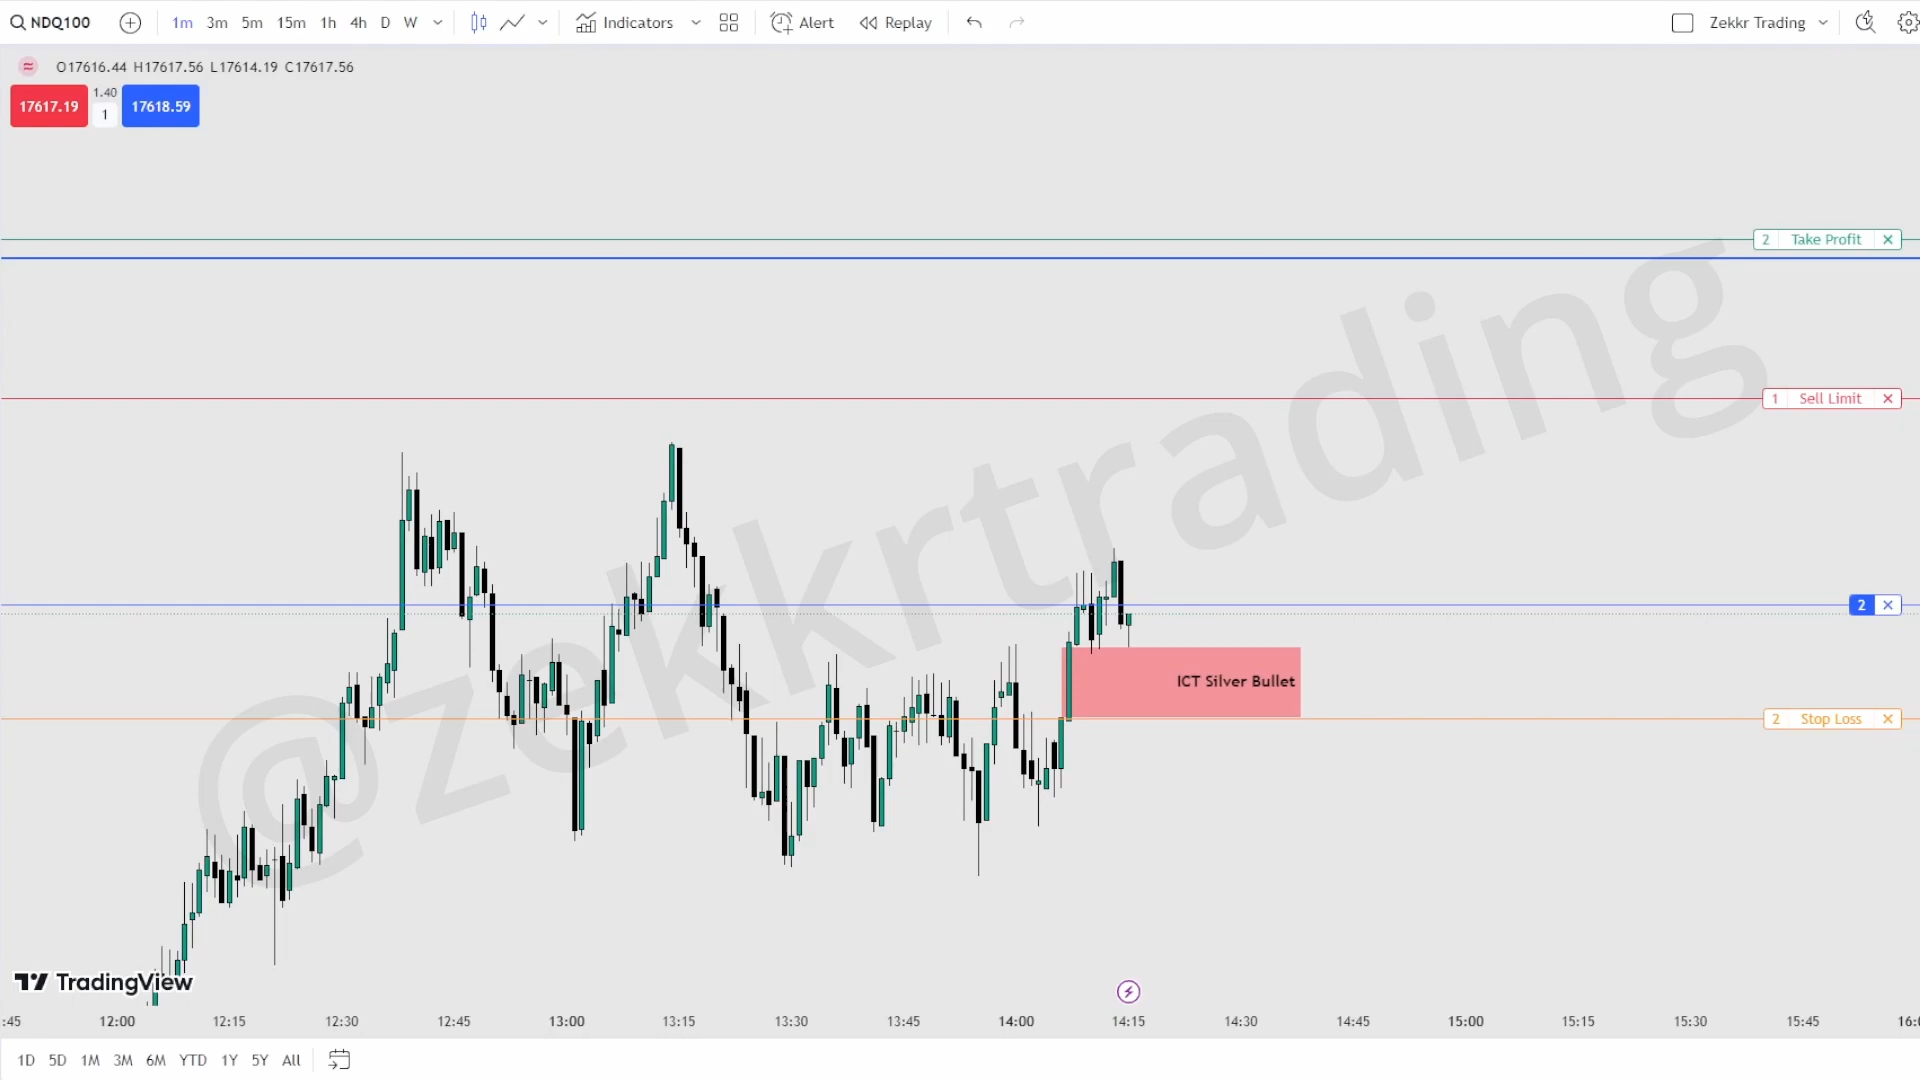 NDQ100 1m 3m 5m 15m 1h 4h D W Indicators Alert Replay Zekkr Trading
O17616.44 H17617.56 L17614.19 C17617.56
17617.19 1.40 1 17618.59
2 Take Profit
1 Sell Limit
@zekkrtrading
2
ICT Silver Bullet
2 Stop Loss
TradingView
:45 12:00 12:15 12:30 12:45 13:00 13:15 13:30 13:45 14:00 14:15 14:30 14:45 15:00 15:15 15:30 15:45 16:0
1D 5D 1M 3M 6M YTD 1Y 5Y All